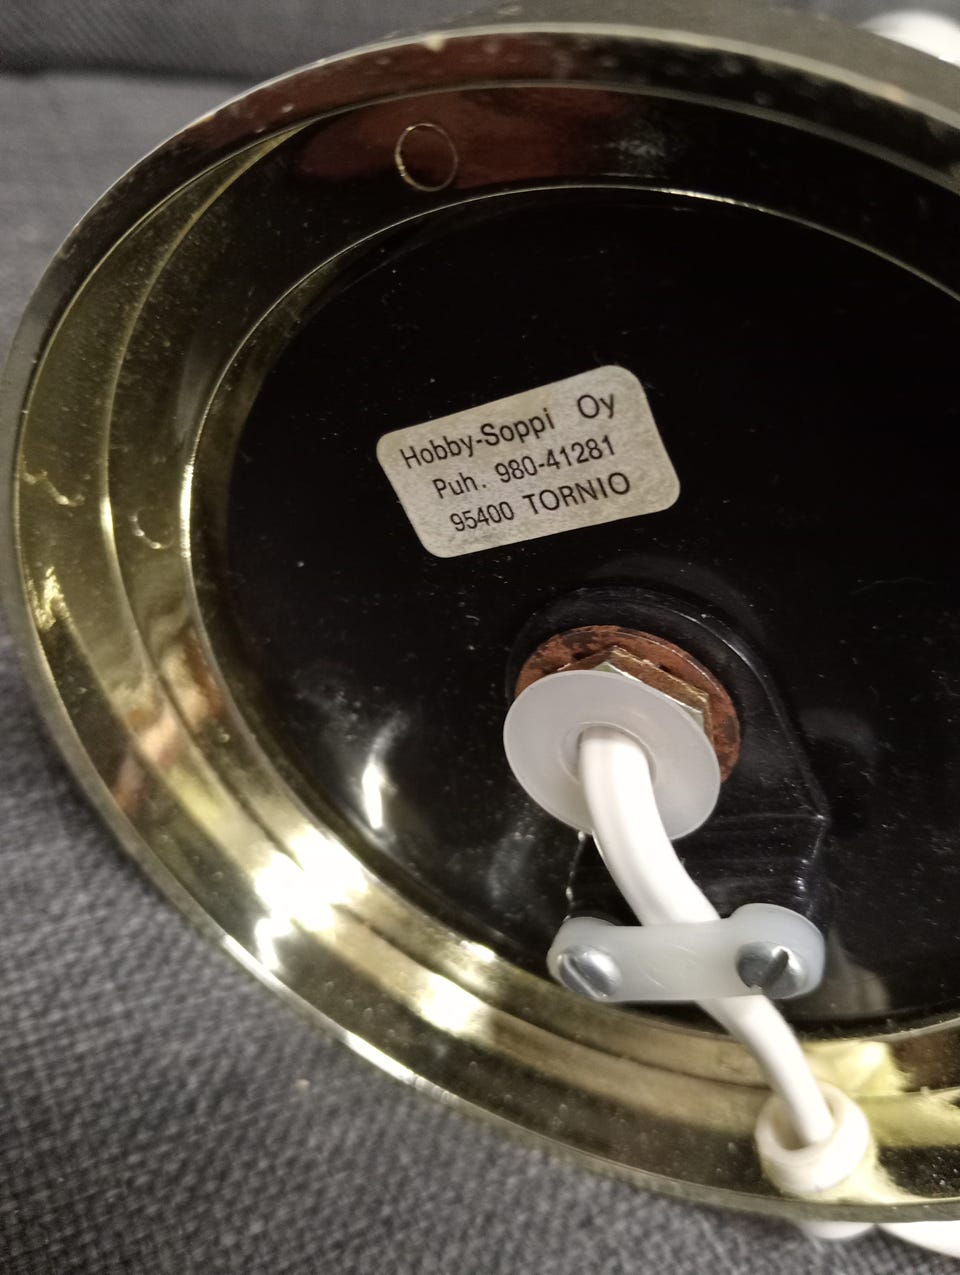 Hobby-Soppi Oy
Puh. 980-41281
95400 TORNIO